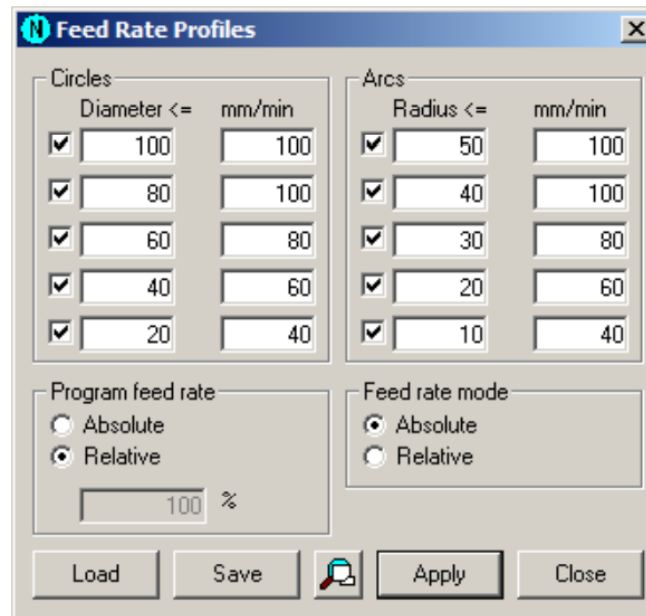 N Feed Rate Profiles
Circles
Diameter <= mm/min
100 100
80 100
60 80
40 60
20 40
Arcs
Radius <= mm/min
50 100
40 100
30 80
20 60
10 40
Program feed rate
Absolute
Relative
100 %
Feed rate mode
Absolute
Relative
Load Save Apply Close